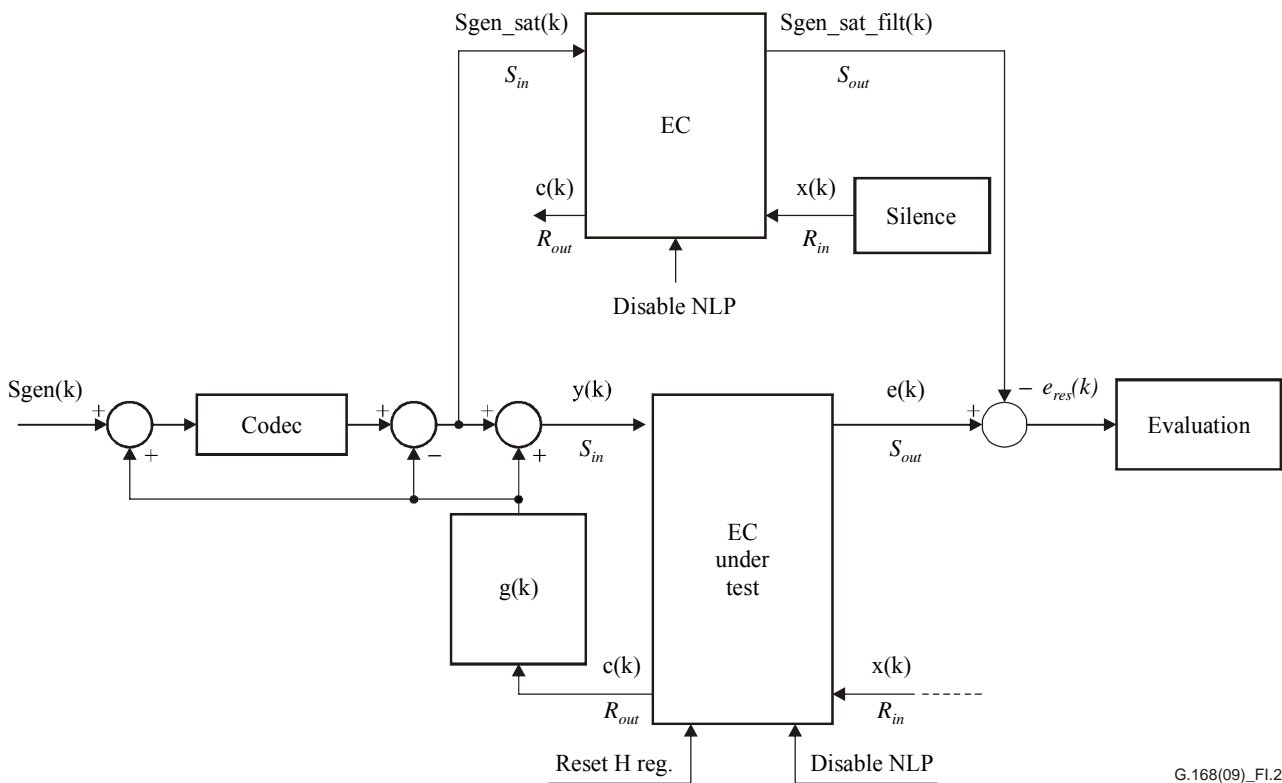 Sgen_sat(k)
Sgen_sat_filt(k)
S_in
S_out
EC
c(k)
x(k)
Silence
R_out
R_in
Disable NLP
Sgen(k)
+
+
Codec
+
−
+
+
y(k)
S_in
e(k)
S_out
+
− e_res(k)
Evaluation
EC
under
test
g(k)
c(k)
R_out
x(k)
R_in
Reset H reg.
Disable NLP
G.168(09)_FI.2